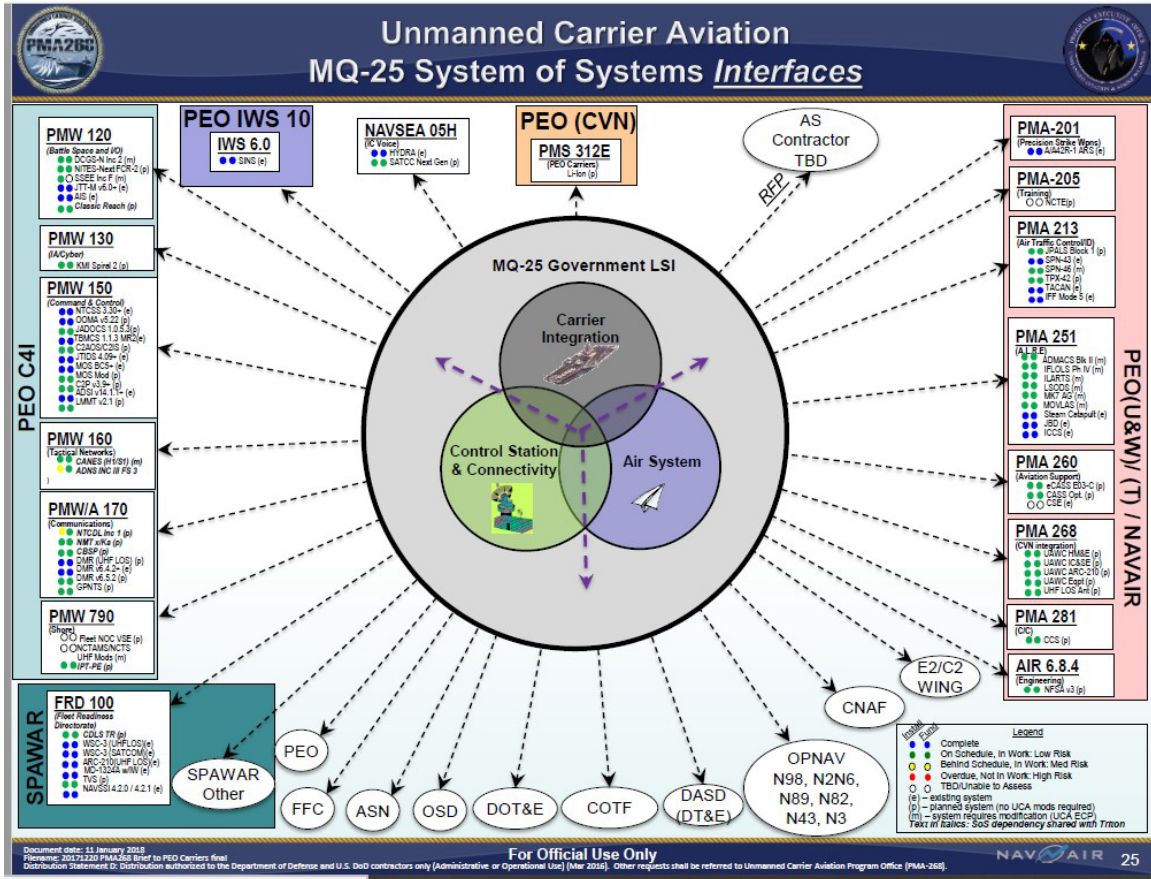 PMA268
Unmanned Carrier Aviation
MQ-25 System of Systems Interfaces
PEO C4I
PMW 120
(Battle Space and I/O)
DCGS-N Inc 2 (m)
NITES-Next FCR-2 (p)
SSEE Inc F (m)
JTT-M v6.0+ (e)
AIS (e)
Classic Reach (p)
PMW 130
(IA/Cyber)
KMI Spiral 2 (p)
PMW 150
(Command & Control)
NTCSS 3.30+ (e)
OOMA v5.22 (p)
JADOCS 1.0.5.3(p)
TBMCS 1.1.3 MR2(e)
C2AOS/C2IS (p)
JTIDS 4.09+ (e)
MOS BCS+ (e)
MOS Mod (p)
C2P v3.9+ (p)
ADSI v14.1.1+ (e)
LMMT v2.1 (p)
PMW 160
(Tactical Networks)
CANES (H1/S1) (m)
ADNS INC III FS 3
)
PMW/A 170
(Communications)
NTCDL Inc 1 (p)
NMT x/Ka (p)
CBSP (p)
DMR (UHF LOS) (p)
DMR v6.4.2+ (e)
DMR v6.5.2 (p)
GPNTS (p)
PMW 790
(Shore)
Fleet NOC VSE (p)
NCTAMS/NCTS
UHF Mods (m)
IPT-PE (p)
SPAWAR
FRD 100
(Fleet Readiness
Directorate)
CDLS TR (p)
WSC-3 (UHFLOS)(e)
WSC-3 (SATCOM)(e)
ARC-210(UHF LOS)(e)
MD-1324A w/IW (e)
TVS (p)
NAVSSI 4.2.0 / 4.2.1 (e)
SPAWAR
Other
PEO IWS 10
IWS 6.0
SINS (e)
NAVSEA 05H
(IC Voice)
HYDRA (e)
SATCC Next Gen (p)
PEO (CVN)
PMS 312E
(PEO Carriers)
Li-Ion (p)
AS
Contractor
TBD
RFP
MQ-25 Government LSI
Carrier
Integration
Control Station
& Connectivity
Air System
PEO
FFC
ASN
OSD
DOT&E
COTF
DASD
(DT&E)
OPNAV
N98, N2N6,
N89, N82,
N43, N3
CNAF
E2/C2
WING
PEO(U&W)/ (T) / NAVAIR
PMA-201
(Precision Strike Wpns)
A/A42R-1 ARS (e)
PMA-205
(Training)
NCTE(p)
PMA 213
(Air Traffic Control/ID)
JPALS Block 1 (p)
SPN-43 (e)
SPN-46 (m)
TPX-42 (p)
TACAN (e)
IFF Mode 5 (e)
PMA 251
(A.L.R.E)
ADMACS Blk II (m)
IFLOLS Ph IV (m)
ILARTS (m)
LSODS (m)
MK7 AG (m)
MOVLAS (m)
Steam Catapult (e)
JBD (e)
ICCS (e)
PMA 260
(Aviation Support)
eCASS E03-C (p)
CASS Opt. (p)
CSE (e)
PMA 268
(CVN integration)
UAWC HM&E (p)
UAWC IC&SE (p)
UAWC ARC-210 (p)
UAWC Eqpt (p)
UHF LOS Ant (p)
PMA 281
(C/C)
CCS (p)
AIR 6.8.4
(Engineering)
NFSA v3 (p)
Install
Fund
Legend
Complete
On Schedule, In Work: Low Risk
Behind Schedule, In Work: Med Risk
Overdue, Not In Work: High Risk
TBD/Unable to Assess
(e) – existing system
(p) – planned system (no UCA mods required)
(m) – system requires modification (UCA ECP)
Text in Italics: SoS dependency shared with Triton
Document date: 11 January 2018
Filename: 20171220 PMA268 Brief to PEO Carriers final
For Official Use Only
Distribution Statement D: Distribution authorized to the Department of Defense and U.S. DoD contractors only (Administrative or Operational Use) (Mar 2016). Other requests shall be referred to Unmanned Carrier Aviation Program Office (PMA-268).
NAVAIR
25